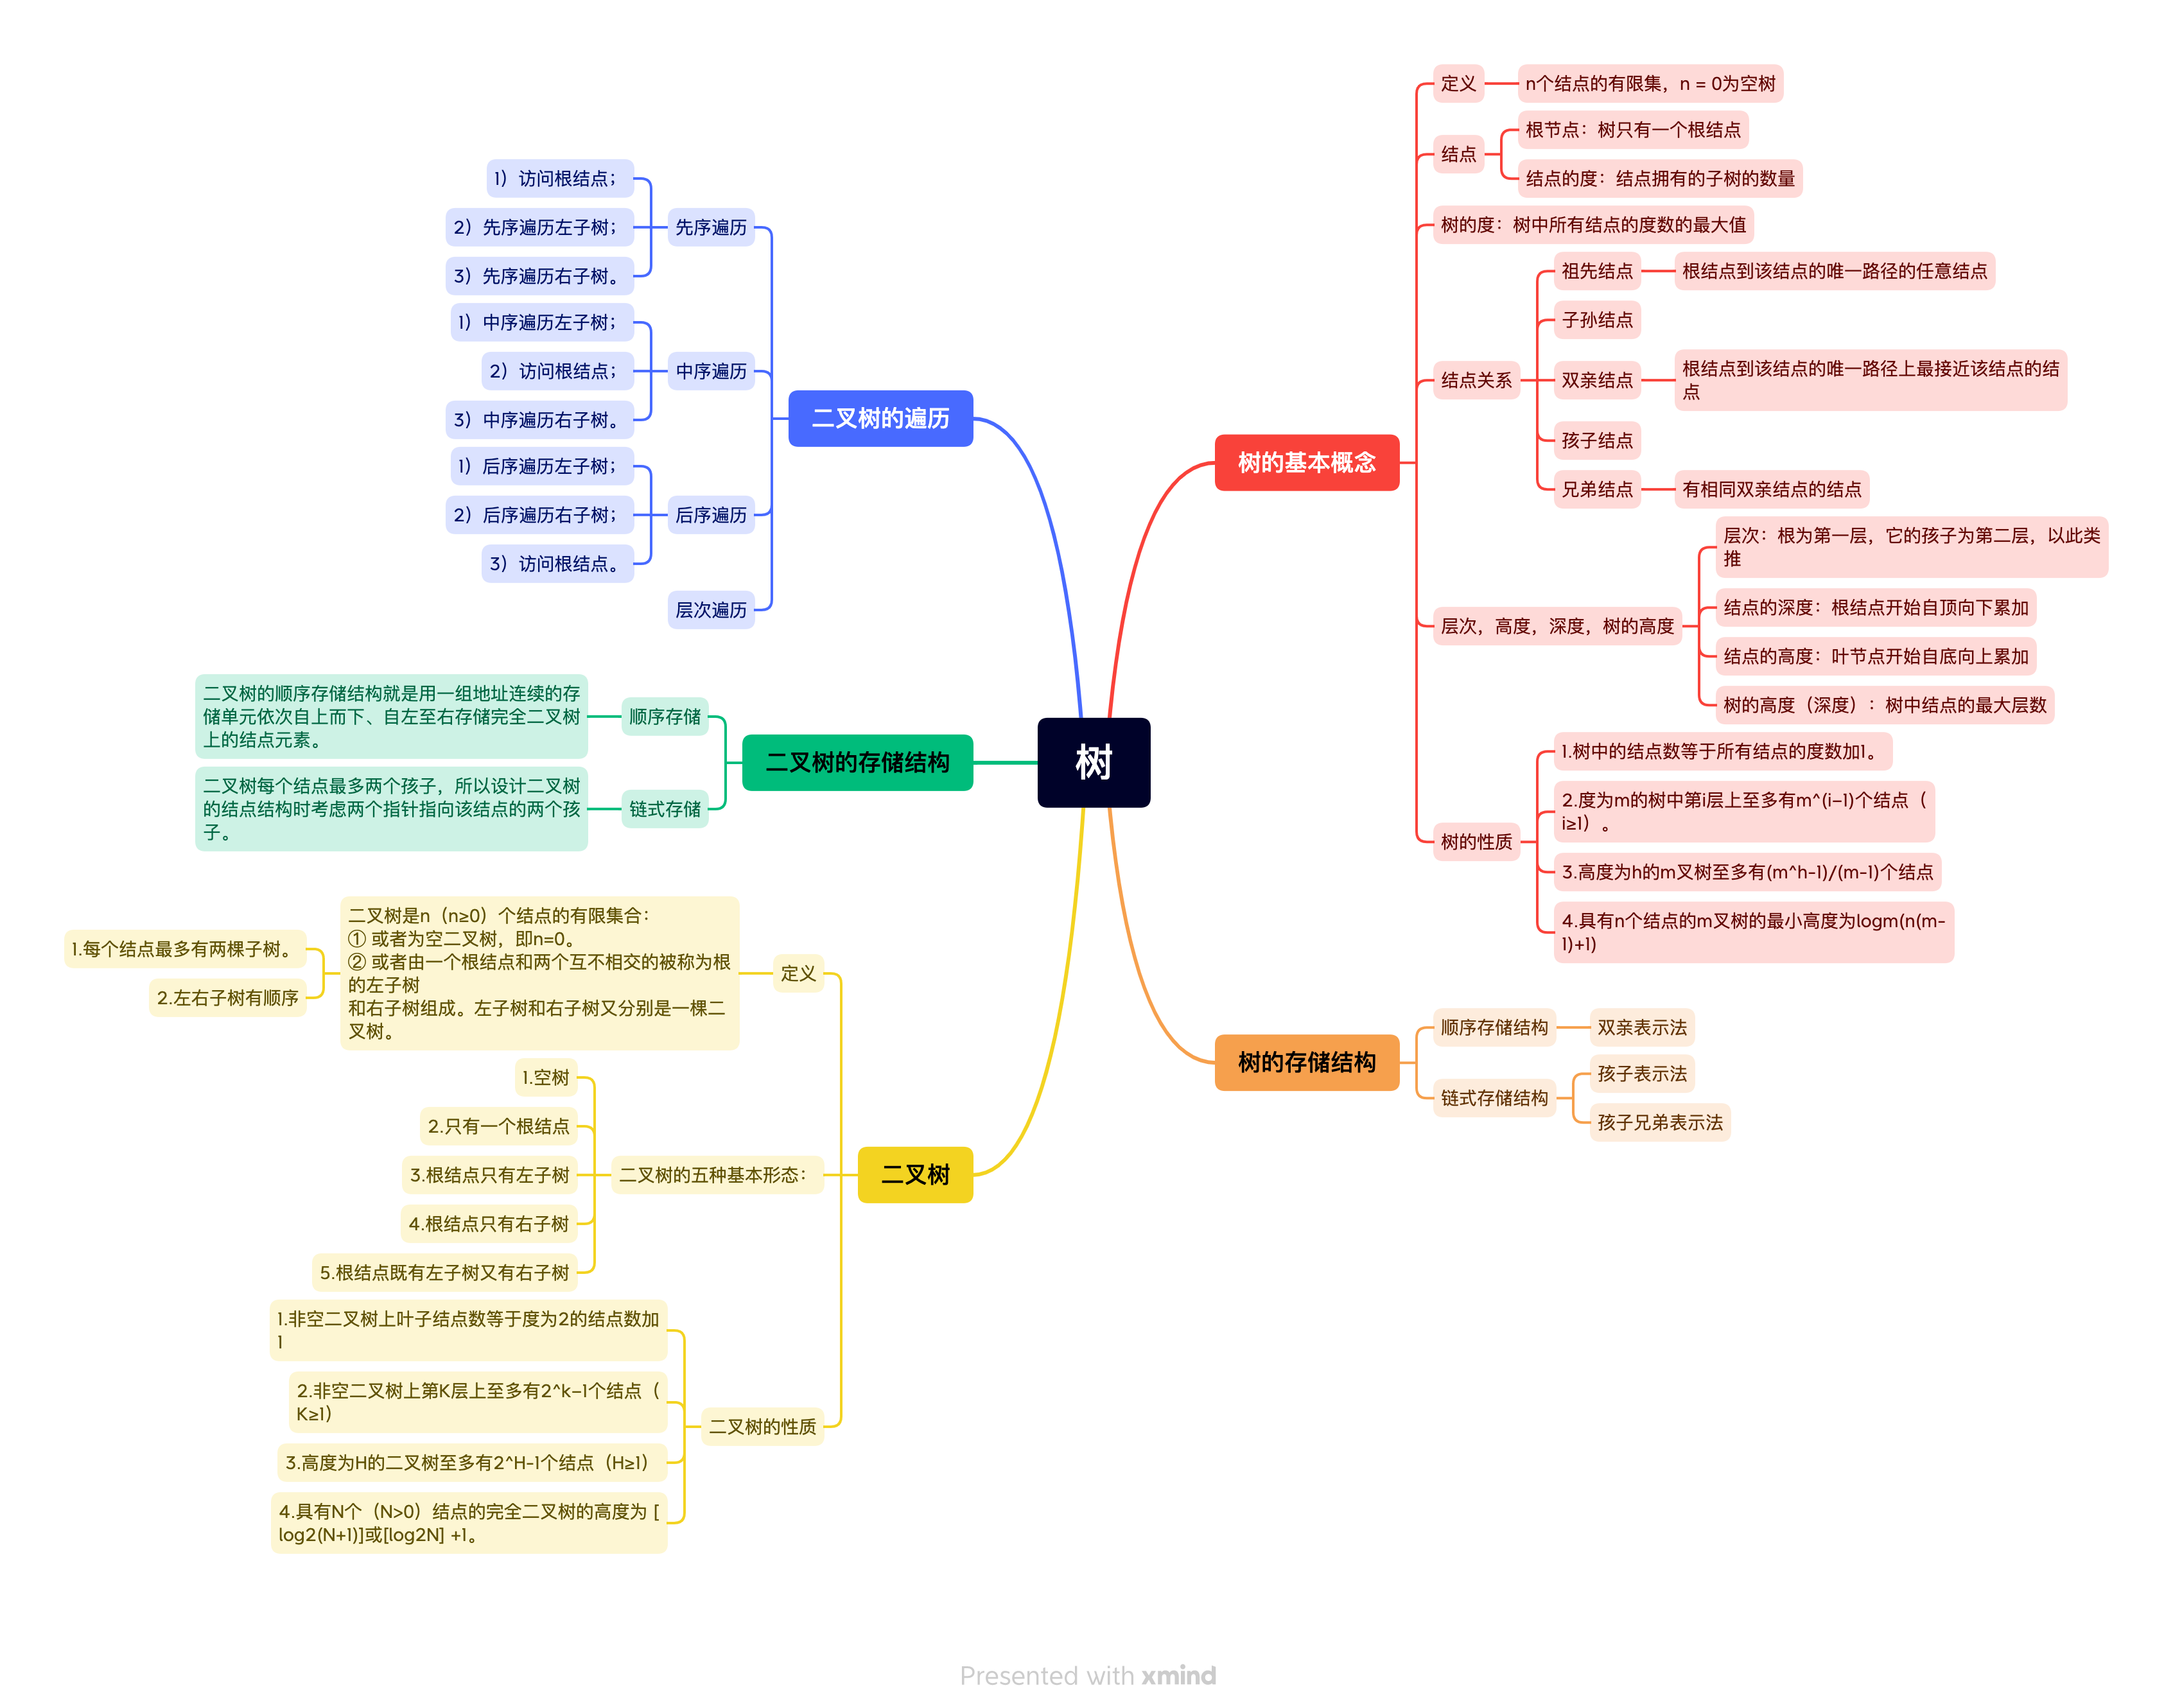 树
树的基本概念
定义
n个结点的有限集，n = 0为空树
结点
根节点：树只有一个根结点
结点的度：结点拥有的子树的数量
树的度：树中所有结点的度数的最大值
结点关系
祖先结点
根结点到该结点的唯一路径的任意结点
子孙结点
双亲结点
根结点到该结点的唯一路径上最接近该结点的结
点
孩子结点
兄弟结点
有相同双亲结点的结点
层次，高度，深度，树的高度
层次：根为第一层，它的孩子为第二层，以此类
推
结点的深度：根结点开始自顶向下累加
结点的高度：叶节点开始自底向上累加
树的高度（深度）：树中结点的最大层数
树的性质
1.树中的结点数等于所有结点的度数加1。
2.度为m的树中第i层上至多有m^(i−1)个结点（
i≥1）。
3.高度为h的m叉树至多有(m^h-1)/(m-1)个结点
4.具有n个结点的m叉树的最小高度为logm(n(m-
1)+1)
树的存储结构
顺序存储结构
双亲表示法
链式存储结构
孩子表示法
孩子兄弟表示法
二叉树
定义
二叉树是n（n≥0）个结点的有限集合：
① 或者为空二叉树，即n=0。
② 或者由一个根结点和两个互不相交的被称为根
的左子树
和右子树组成。左子树和右子树又分别是一棵二
叉树。
1.每个结点最多有两棵子树。
2.左右子树有顺序
二叉树的五种基本形态：
1.空树
2.只有一个根结点
3.根结点只有左子树
4.根结点只有右子树
5.根结点既有左子树又有右子树
二叉树的性质
1.非空二叉树上叶子结点数等于度为2的结点数加
1
2.非空二叉树上第K层上至多有2^k−1个结点（
K≥1）
3.高度为H的二叉树至多有2^H-1个结点（H≥1）
4.具有N个（N>0）结点的完全二叉树的高度为 [
log2(N+1)]或[log2N] +1。
二叉树的存储结构
顺序存储
二叉树的顺序存储结构就是用一组地址连续的存
储单元依次自上而下、自左至右存储完全二叉树
上的结点元素。
链式存储
二叉树每个结点最多两个孩子，所以设计二叉树
的结点结构时考虑两个指针指向该结点的两个孩
子。
二叉树的遍历
先序遍历
1）访问根结点；
2）先序遍历左子树；
3）先序遍历右子树。
中序遍历
1）中序遍历左子树；
2）访问根结点；
3）中序遍历右子树。
后序遍历
1）后序遍历左子树；
2）后序遍历右子树；
3）访问根结点。
层次遍历
Presented with xmind